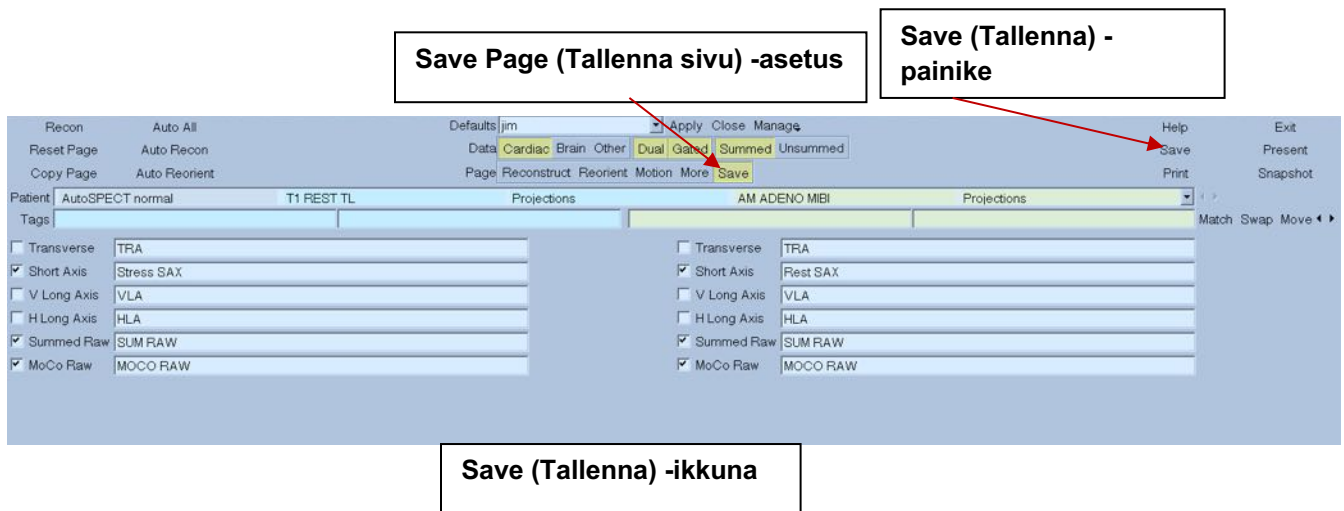 Save Page (Tallenna sivu) -asetus
Save (Tallenna) -
painike
Recon Auto All Defaults jim Apply Close Manage Help Exit
Reset Page Auto Recon Data Cardiac Brain Other Dual Gated Summed Unsummed Save Present
Copy Page Auto Reorient Page Reconstruct Reorient Motion More Save Print Snapshot
Patient AutoSPECT normal T1 REST TL Projections AM ADENO MIBI Projections
Tags Match Swap Move
Transverse TRA Transverse TRA
Short Axis Stress SAX Short Axis Rest SAX
V Long Axis VLA V Long Axis VLA
H Long Axis HLA H Long Axis HLA
Summed Raw SUM RAW Summed Raw SUM RAW
MoCo Raw MOCO RAW MoCo Raw MOCO RAW
Save (Tallenna) -ikkuna